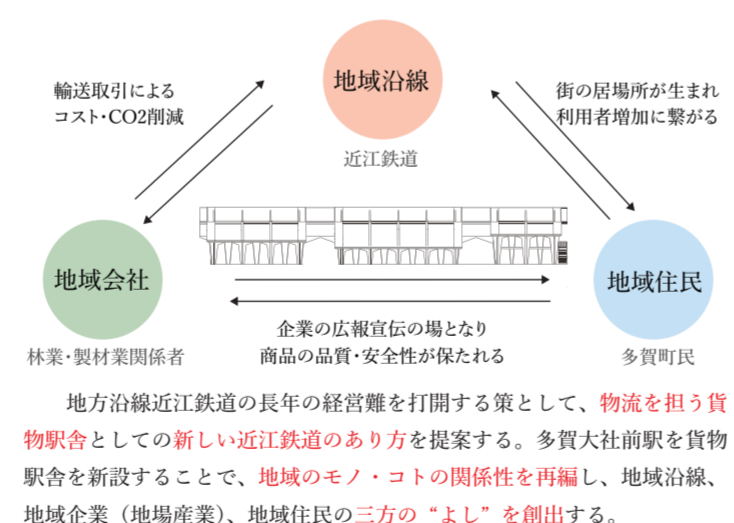 地域沿線
輸送取引による
コスト・CO2削減
街の居場所が生まれ
利用者増加に繋がる
近江鉄道
地域会社
地域住民
企業の広報宣伝の場となり
商品の品質・安全性が保たれる
林業・製材業関係者
多賀町民
地方沿線近江鉄道の長年の経営難を打開する策として、物流を担う貨
物駅舎としての新しい近江鉄道のあり方を提案する。多賀大社前駅を貨物
駅舎を新設することで、地域のモノ・コトの関係性を再編し、地域沿線、
地域企業（地場産業）、地域住民の三方の“よし”を創出する。